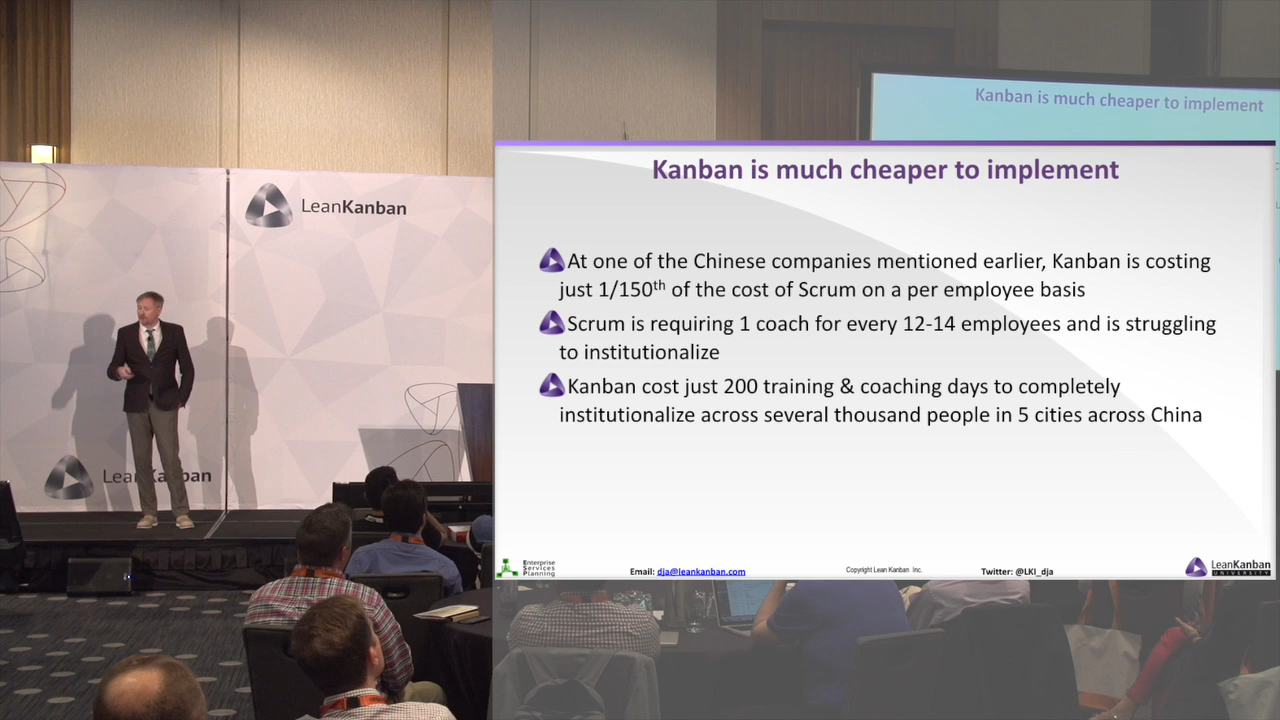 LeanKanban
LeanKanban
Kanban is much cheaper to implement
Kanban is much cheaper to implement
At one of the Chinese companies mentioned earlier, Kanban is costing
just 1/150th of the cost of Scrum on a per employee basis
Scrum is requiring 1 coach for every 12-14 employees and is struggling
to institutionalize
Kanban cost just 200 training & coaching days to completely
institutionalize across several thousand people in 5 cities across China
Enterprise
Services
Planning
Email: dja@leankanban.com
Copyright Lean Kanban Inc.
Twitter: @LKI_dja
LeanKanban
UNIVERSITY